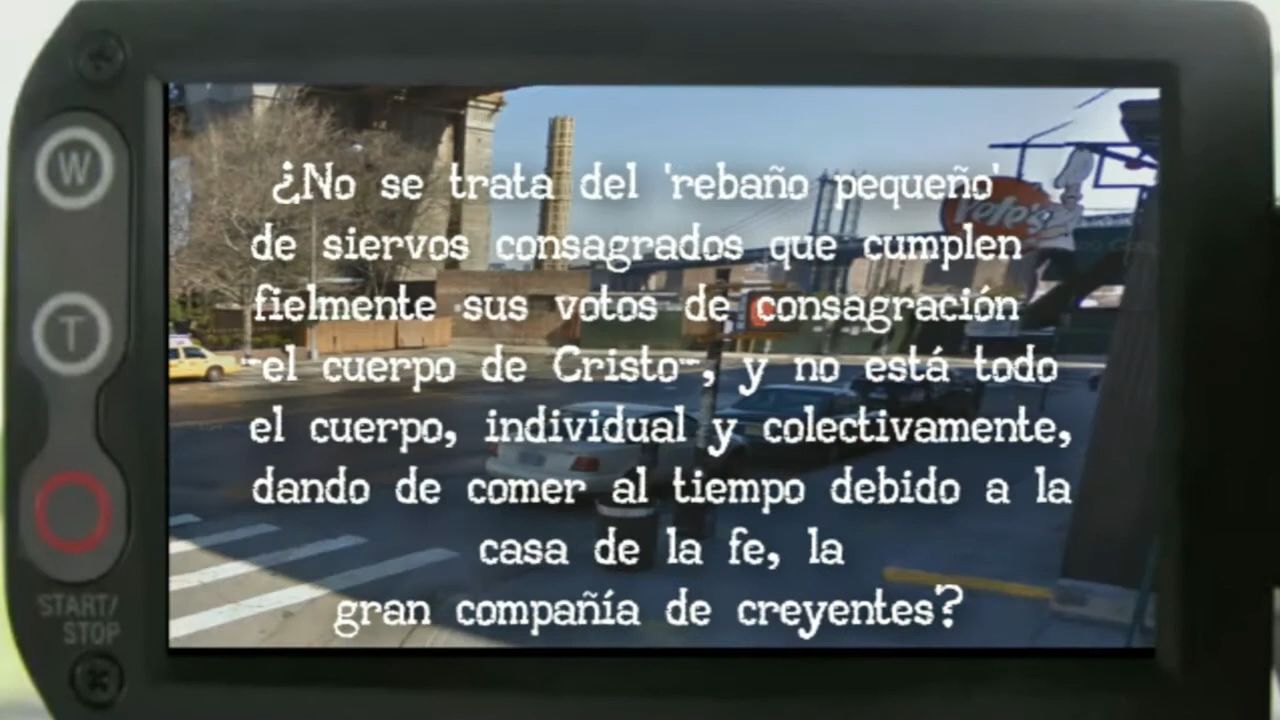 W
T
START/
STOP
Pete's
¿No se trata del 'rebaño pequeño'
de siervos consagrados que cumplen
fielmente sus votos de consagración
-el cuerpo de Cristo-, y no está todo
el cuerpo, individual y colectivamente,
dando de comer al tiempo debido a la
casa de la fe, la
gran compañía de creyentes?